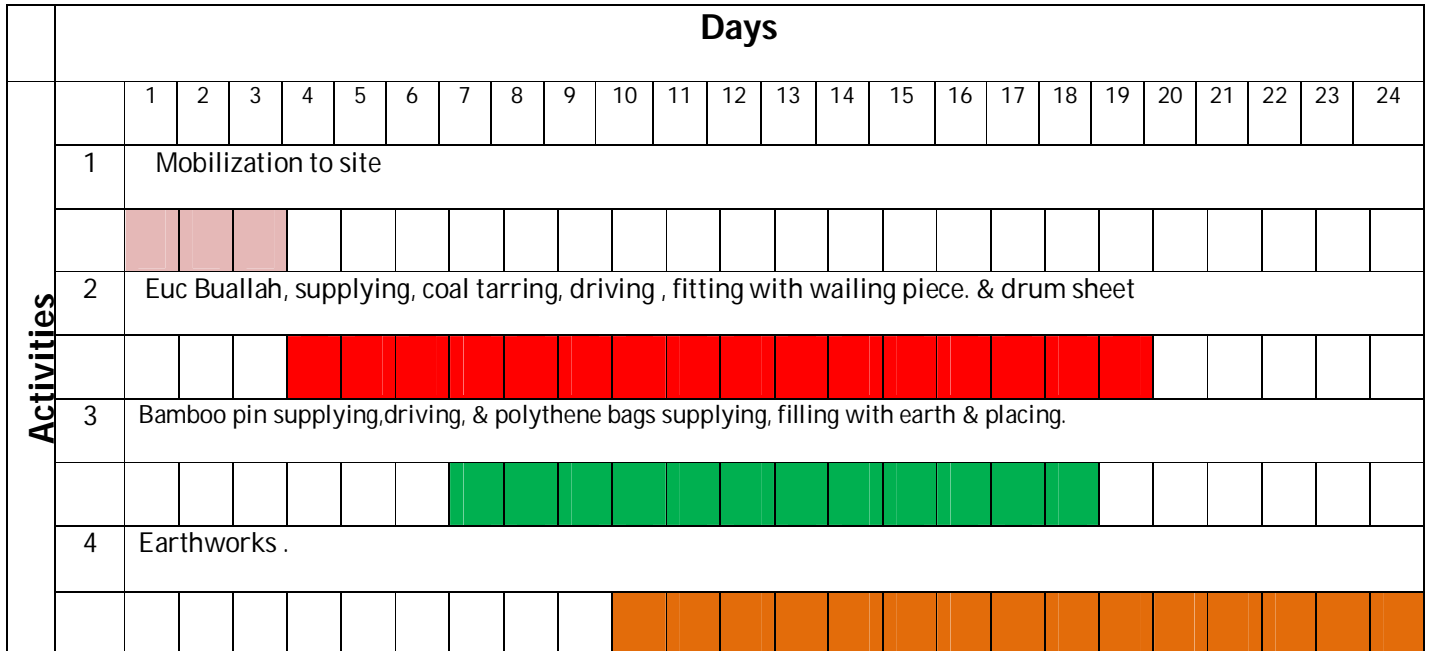 Days
1 2 3 4 5 6 7 8 9 10 11 12 13 14 15 16 17 18 19 20 21 22 23 24
Activities
1 Mobilization to site
2 Euc Buallah, supplying, coal tarring, driving , fitting with wailing piece. & drum sheet
3 Bamboo pin supplying,driving, & polythene bags supplying, filling with earth & placing.
4 Earthworks .